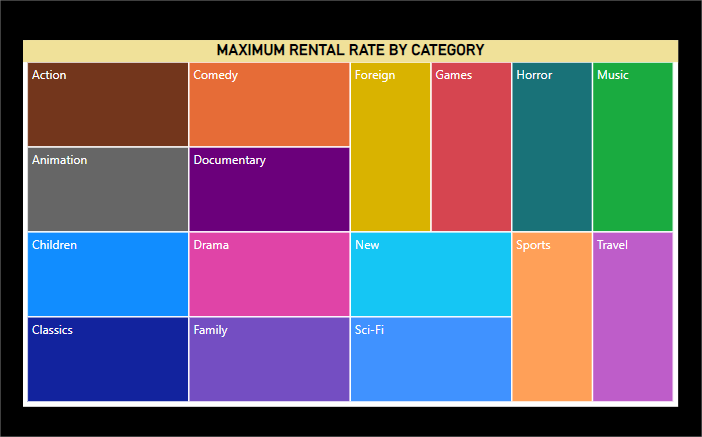 MAXIMUM RENTAL RATE BY CATEGORY
Action
Comedy
Foreign
Games
Horror
Music
Animation
Documentary
Children
Drama
New
Sports
Travel
Classics
Family
Sci-Fi